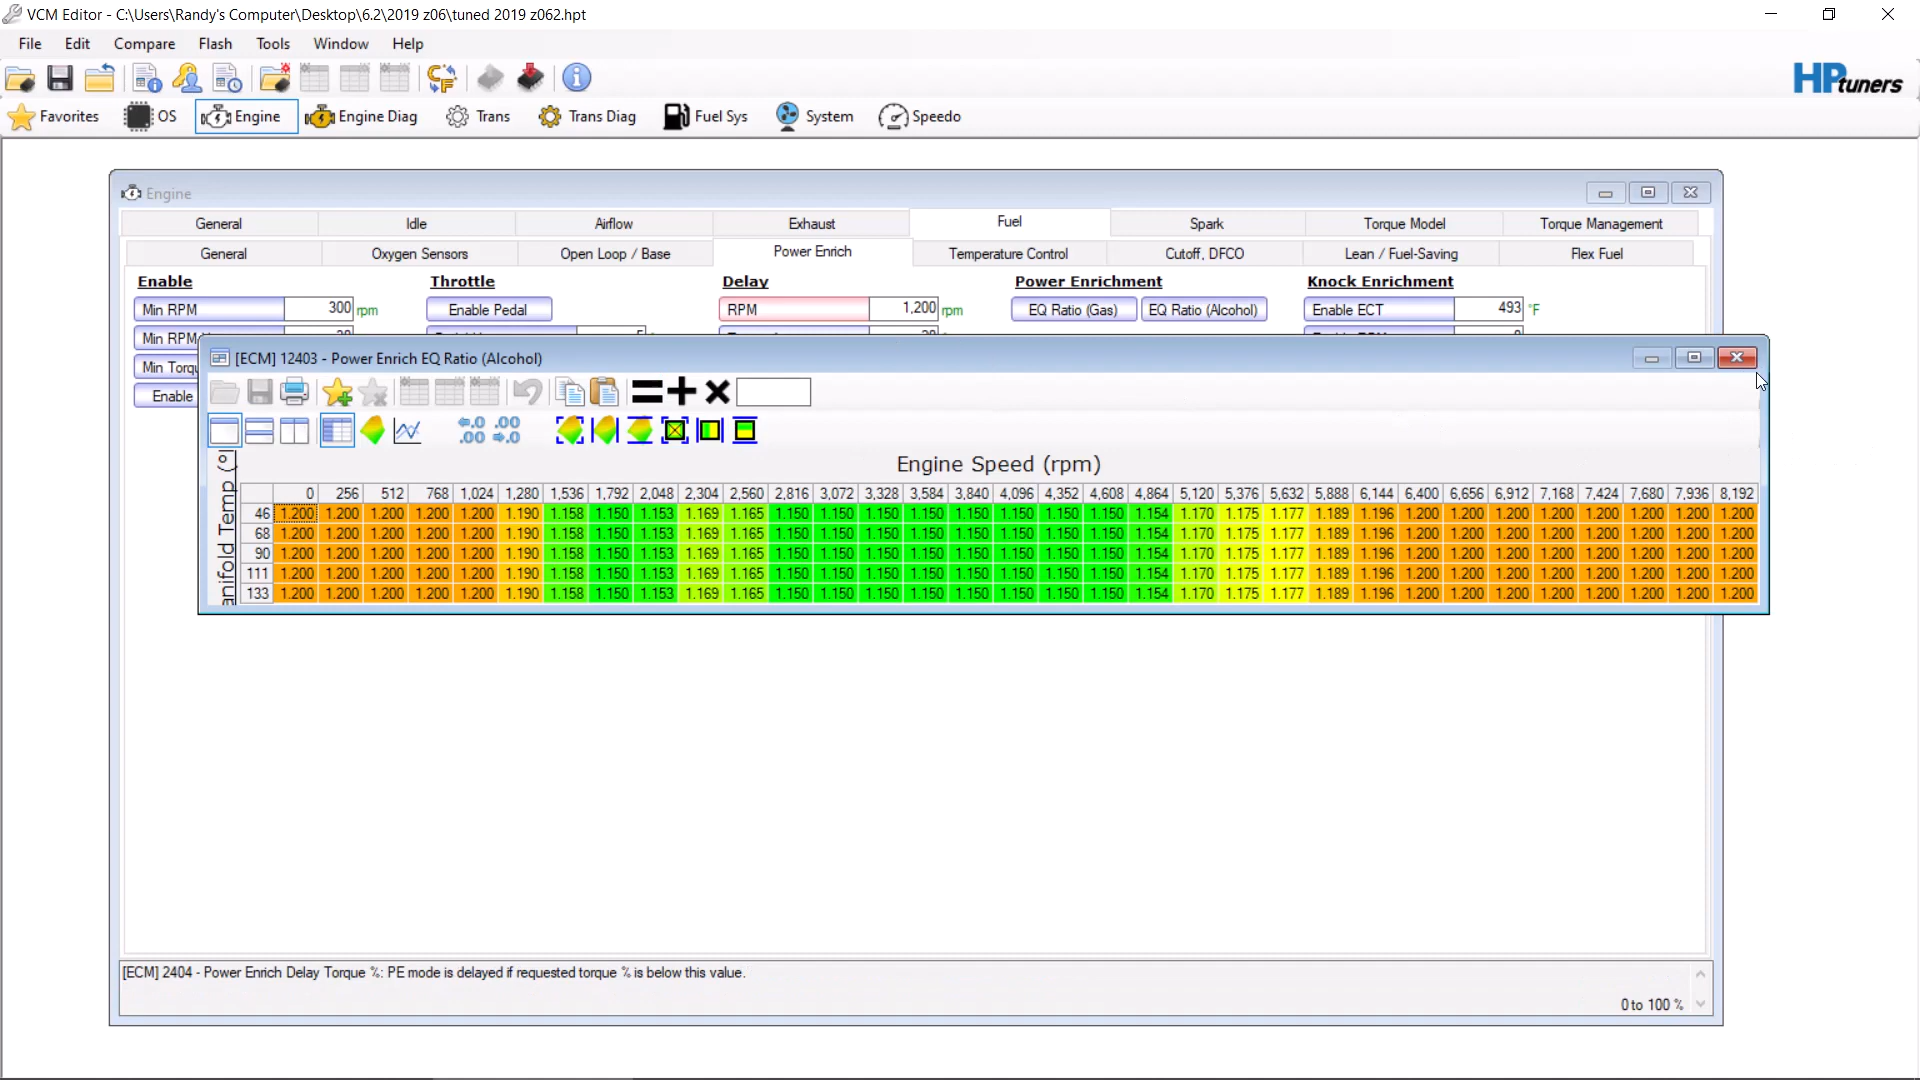 VCM Editor - C:\Users\Randy's Computer\Desktop\6.2\2019 z06\tuned 2019 z062.hpt
File Edit Compare Flash Tools Window Help
HPtuners
Favorites OS Engine Engine Diag Trans Trans Diag Fuel Sys System Speedo
Engine
General Idle Airflow Exhaust Fuel Spark Torque Model Torque Management
General Oxygen Sensors Open Loop / Base Power Enrich Temperature Control Cutoff, DFCO Lean / Fuel-Saving Flex Fuel
Enable Throttle Delay Power Enrichment Knock Enrichment
Min RPM 300 rpm Enable Pedal RPM 1,200 rpm EQ Ratio (Gas) EQ Ratio (Alcohol) Enable ECT 493 °F
Min RPM
[ECM] 12403 - Power Enrich EQ Ratio (Alcohol)
Min Torq
Enable
.00 .00
Engine Speed (rpm)
anifold Temp (°
0 256 512 768 1,024 1,280 1,536 1,792 2,048 2,304 2,560 2,816 3,072 3,328 3,584 3,840 4,096 4,352 4,608 4,864 5,120 5,376 5,632 5,888 6,144 6,400 6,656 6,912 7,168 7,424 7,680 7,936 8,192
46 1.200 1.200 1.200 1.200 1.200 1.190 1.158 1.150 1.153 1.169 1.165 1.150 1.150 1.150 1.150 1.150 1.150 1.150 1.150 1.154 1.170 1.175 1.177 1.189 1.196 1.200 1.200 1.200 1.200 1.200 1.200 1.200 1.200
68 1.200 1.200 1.200 1.200 1.200 1.190 1.158 1.150 1.153 1.169 1.165 1.150 1.150 1.150 1.150 1.150 1.150 1.150 1.150 1.154 1.170 1.175 1.177 1.189 1.196 1.200 1.200 1.200 1.200 1.200 1.200 1.200 1.200
90 1.200 1.200 1.200 1.200 1.200 1.190 1.158 1.150 1.153 1.169 1.165 1.150 1.150 1.150 1.150 1.150 1.150 1.150 1.150 1.154 1.170 1.175 1.177 1.189 1.196 1.200 1.200 1.200 1.200 1.200 1.200 1.200 1.200
111 1.200 1.200 1.200 1.200 1.200 1.190 1.158 1.150 1.153 1.169 1.165 1.150 1.150 1.150 1.150 1.150 1.150 1.150 1.150 1.154 1.170 1.175 1.177 1.189 1.196 1.200 1.200 1.200 1.200 1.200 1.200 1.200 1.200
133 1.200 1.200 1.200 1.200 1.200 1.190 1.158 1.150 1.153 1.169 1.165 1.150 1.150 1.150 1.150 1.150 1.150 1.150 1.150 1.154 1.170 1.175 1.177 1.189 1.196 1.200 1.200 1.200 1.200 1.200 1.200 1.200 1.200
[ECM] 2404 - Power Enrich Delay Torque %: PE mode is delayed if requested torque % is below this value.
0 to 100 %